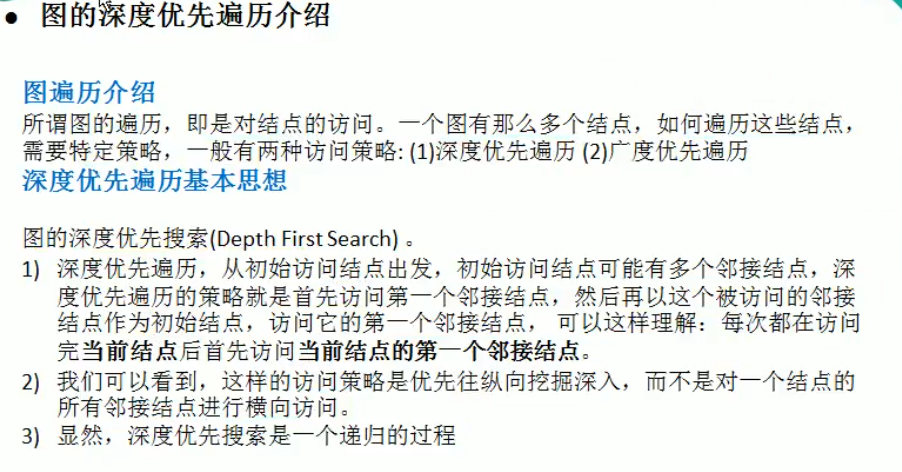 ● 图的深度优先遍历介绍
图遍历介绍
所谓图的遍历，即是对结点的访问。一个图有那么多个结点，如何遍历这些结点，
需要特定策略，一般有两种访问策略: (1)深度优先遍历 (2)广度优先遍历
深度优先遍历基本思想
图的深度优先搜索(Depth First Search) 。
1) 深度优先遍历，从初始访问结点出发，初始访问结点可能有多个邻接结点，深
度优先遍历的策略就是首先访问第一个邻接结点，然后再以这个被访问的邻接
结点作为初始结点，访问它的第一个邻接结点， 可以这样理解：每次都在访问
完当前结点后首先访问当前结点的第一个邻接结点。
2) 我们可以看到，这样的访问策略是优先往纵向挖掘深入，而不是对一个结点的
所有邻接结点进行横向访问。
3) 显然，深度优先搜索是一个递归的过程